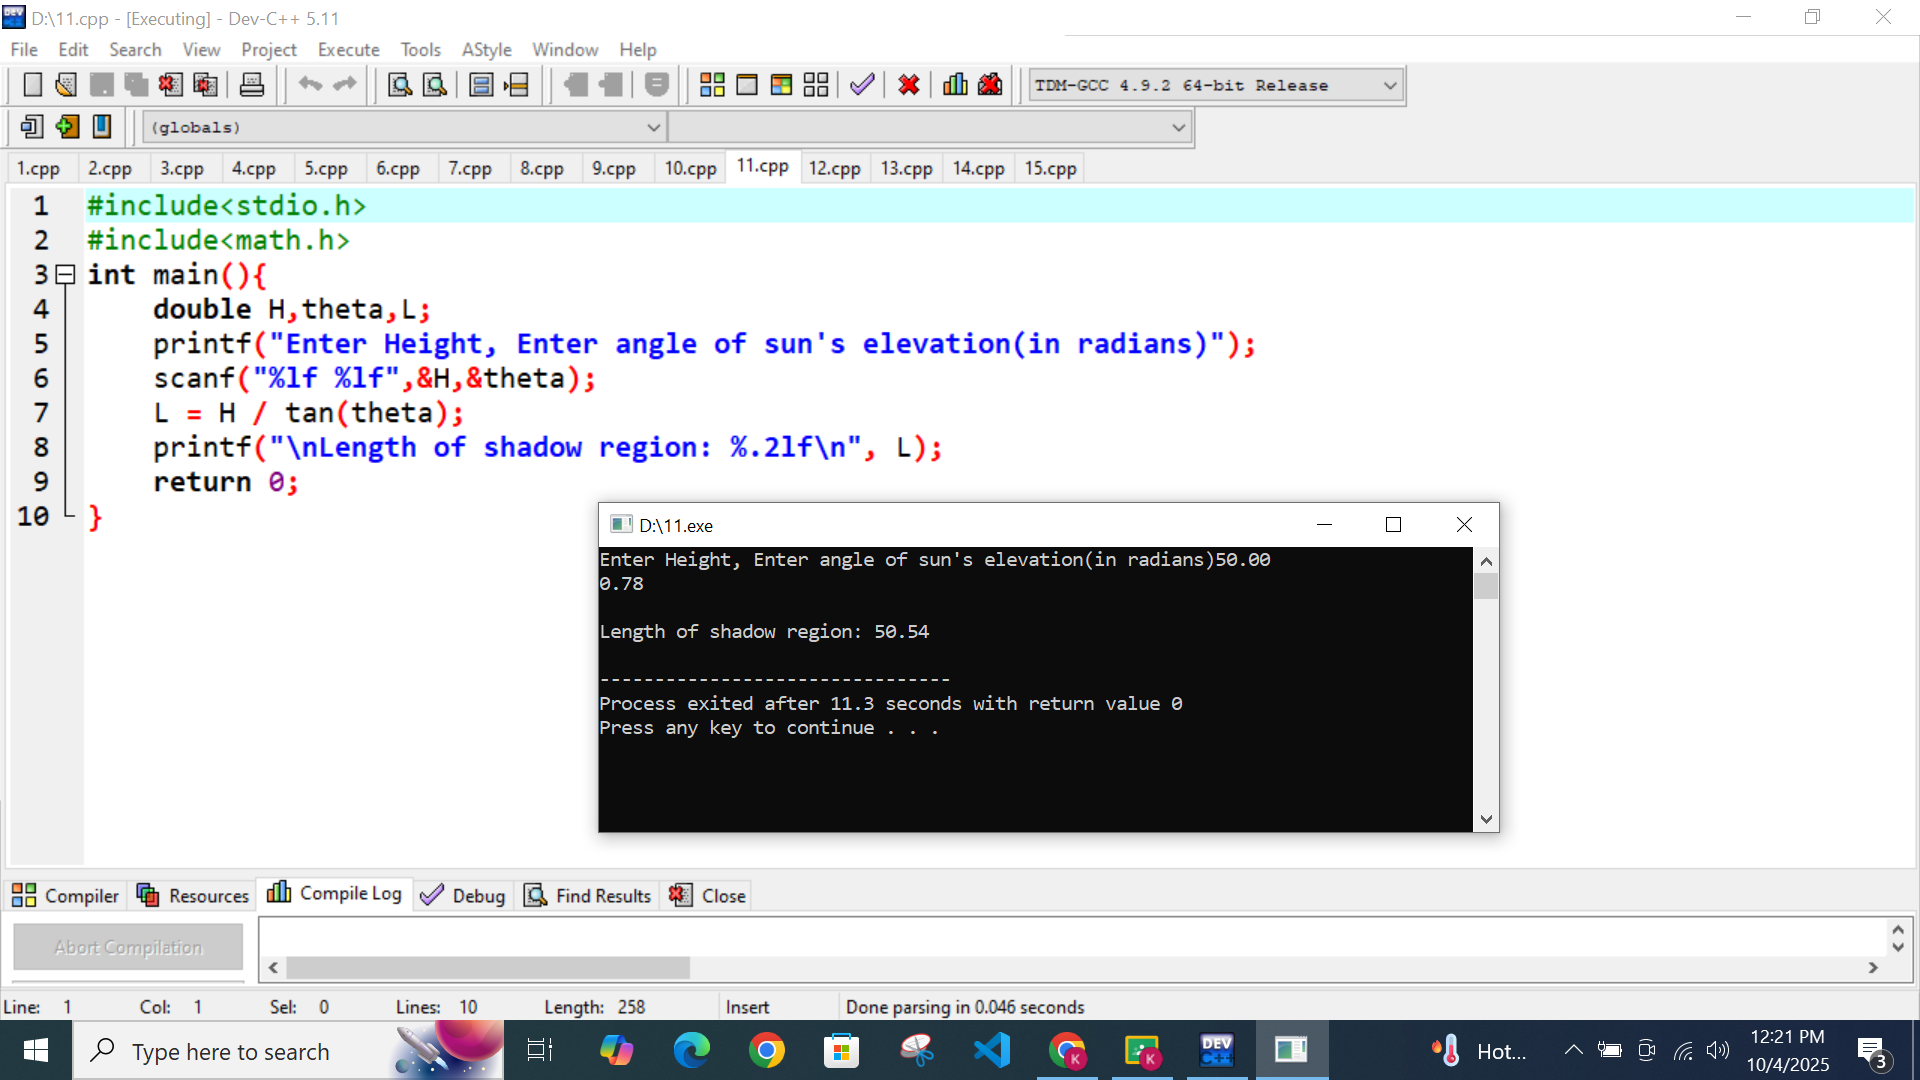 D:\11.cpp - [Executing] - Dev-C++ 5.11
File Edit Search View Project Execute Tools AStyle Window Help
TDM-GCC 4.9.2 64-bit Release
(globals)
1.cpp 2.cpp 3.cpp 4.cpp 5.cpp 6.cpp 7.cpp 8.cpp 9.cpp 10.cpp 11.cpp 12.cpp 13.cpp 14.cpp 15.cpp
1 #include<stdio.h>
2 #include<math.h>
3 int main(){
4 double H,theta,L;
5 printf("Enter Height, Enter angle of sun's elevation(in radians)");
6 scanf("%lf %lf",&H,&theta);
7 L = H / tan(theta);
8 printf("\nLength of shadow region: %.2lf\n", L);
9 return 0;
10 }
D:\11.exe
Enter Height, Enter angle of sun's elevation(in radians)50.00
0.78
Length of shadow region: 50.54
--------------------------------
Process exited after 11.3 seconds with return value 0
Press any key to continue . . .
Compiler Resources Compile Log Debug Find Results Close
Abort Compilation
Line: 1 Col: 1 Sel: 0 Lines: 10 Length: 258 Insert Done parsing in 0.046 seconds
Type here to search
DEV C++
K
K
Hot...
12:21 PM
10/4/2025
3